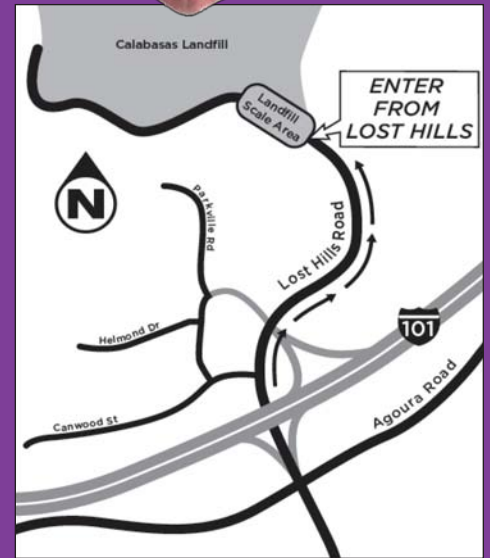 Calabasas Landfill
Landfill
Scale Area
ENTER
FROM
LOST HILLS
N
Parkville Rd
Lost Hills Road
101
Helmond Dr
Agoura Road
Canwood St